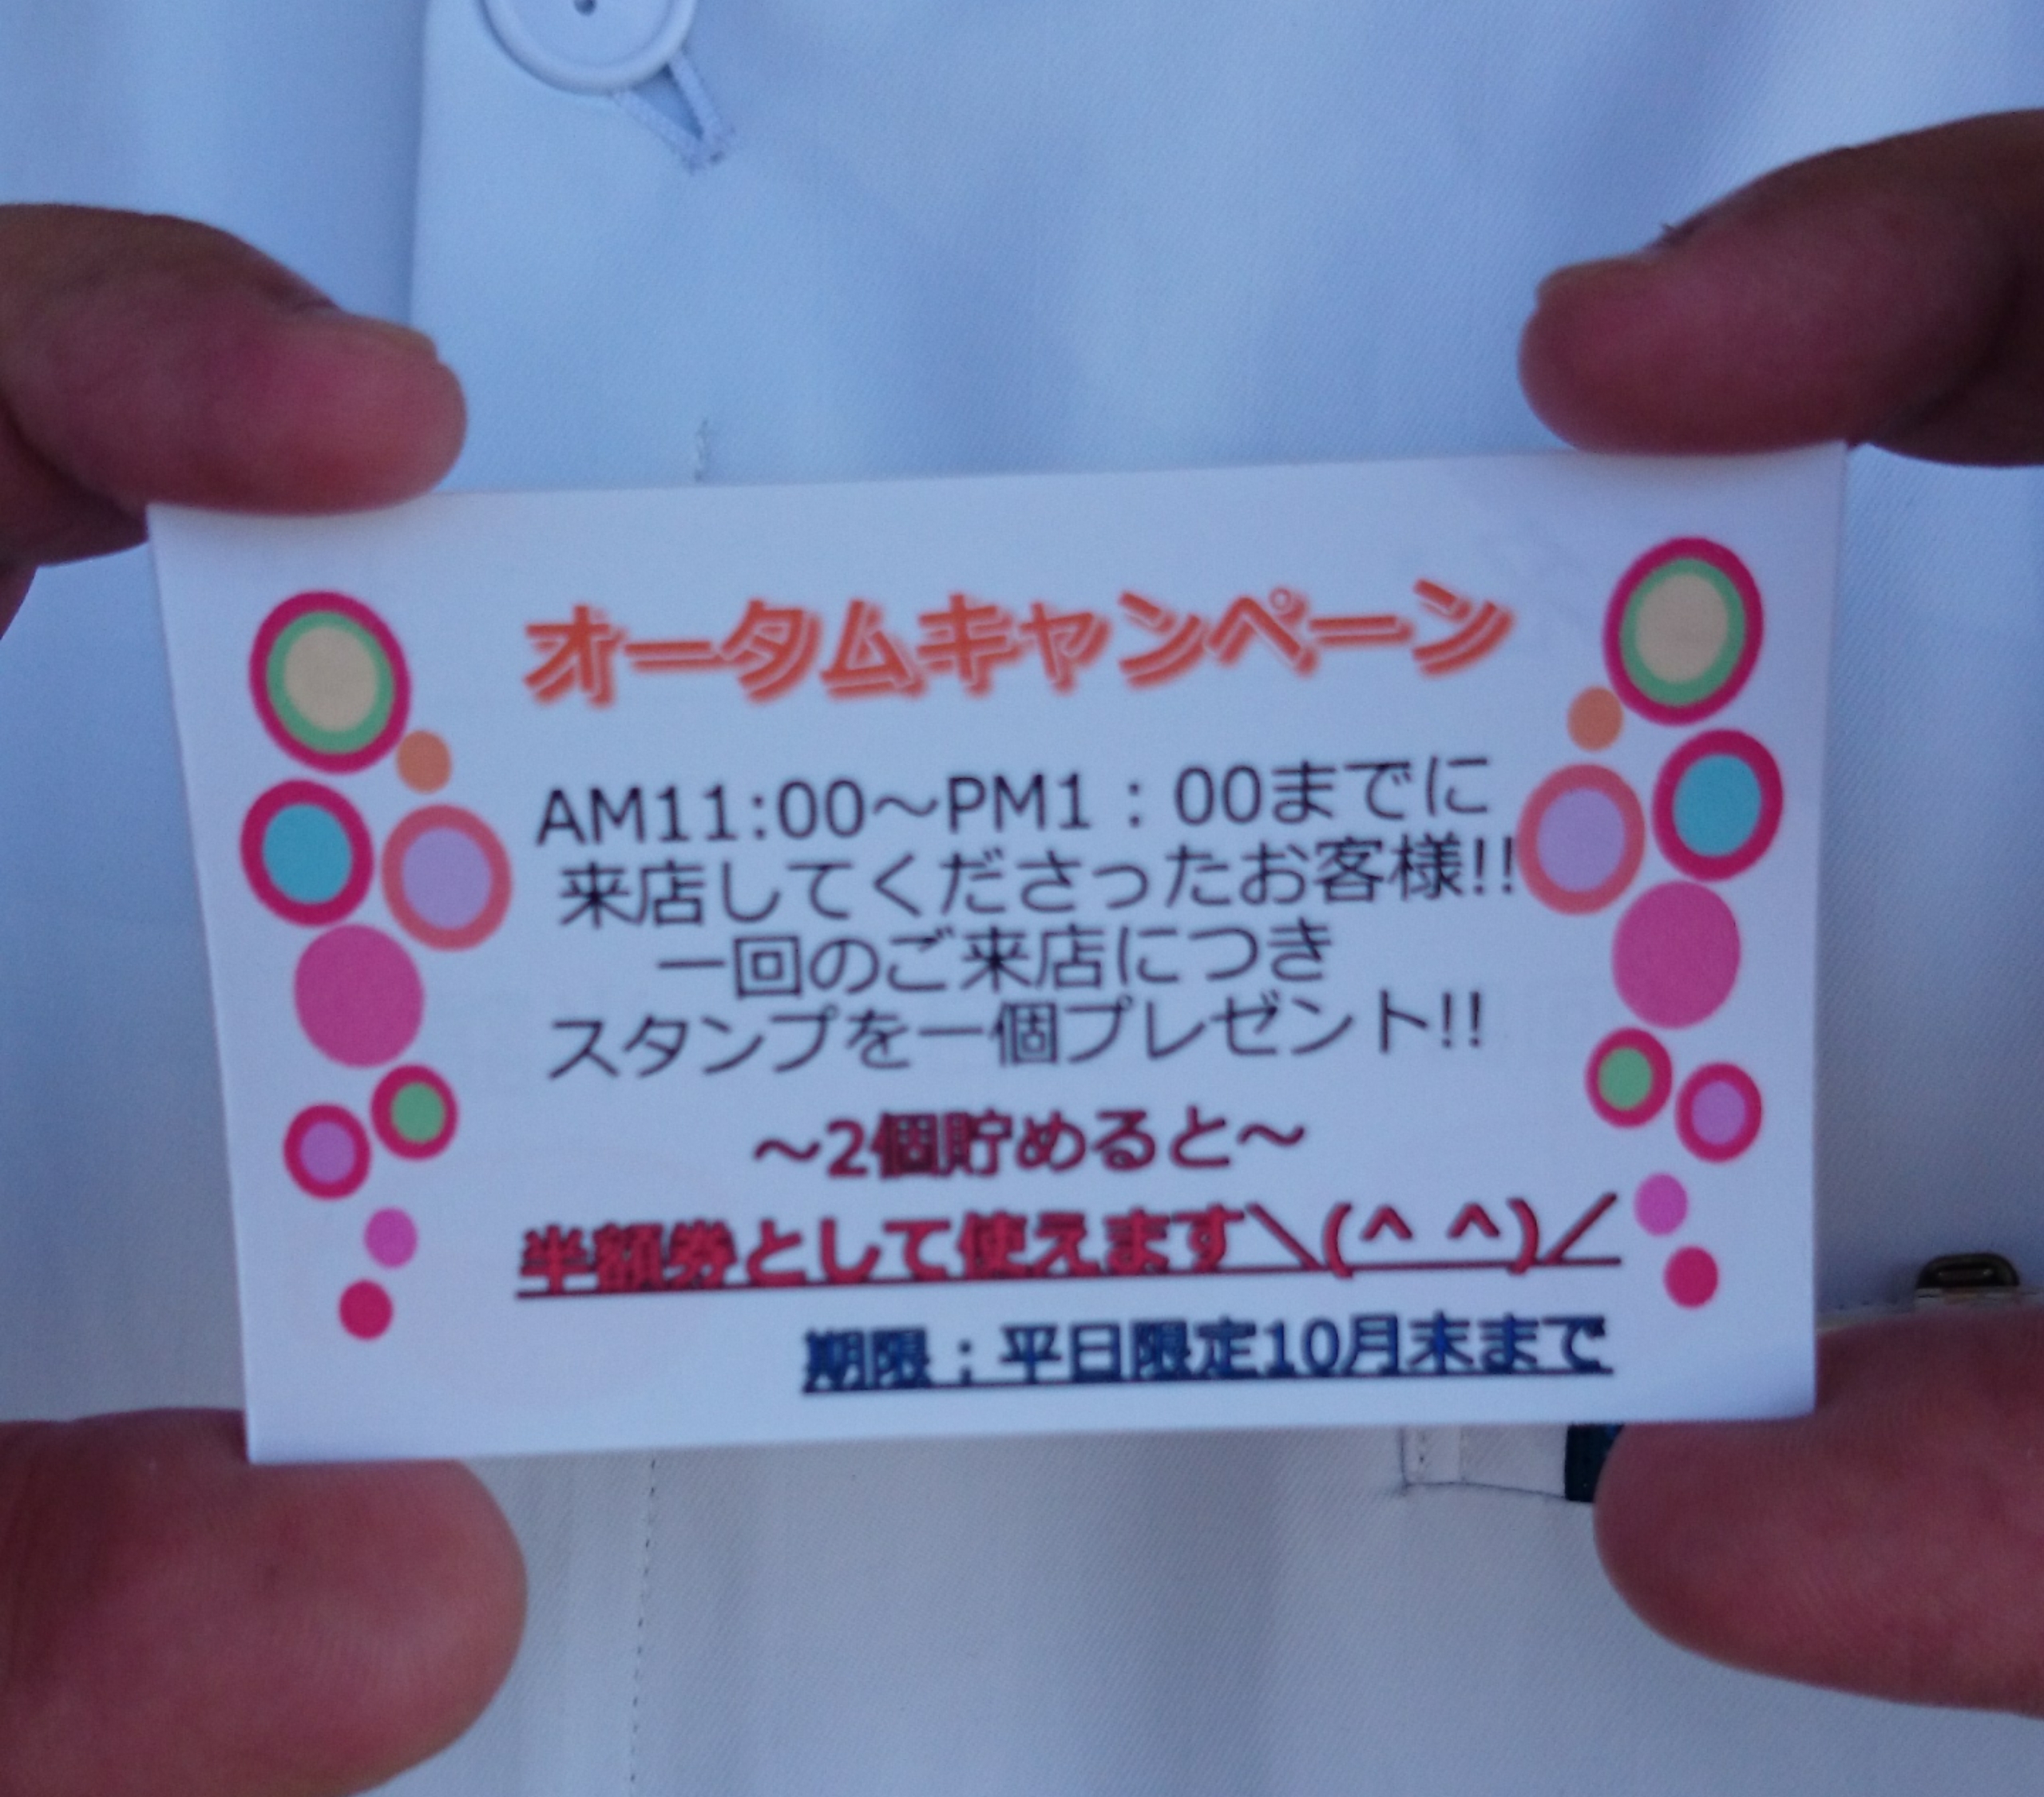 オータムキャンペーン
AM11:00～PM1：00までに
来店してくださったお客様!!
一回のご来店につき
スタンプを一個プレゼント!!
～2個貯めると～
半額券として使えます＼(^ ^)／
期限：平日限定10月末まで